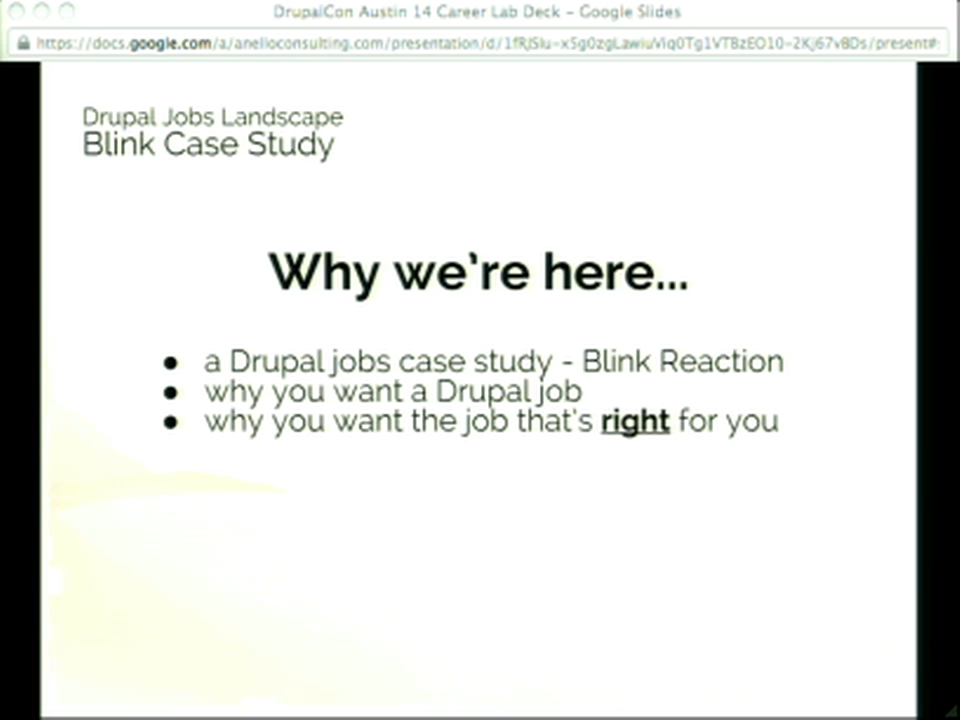 DrupalCon Austin 14 Career Lab Deck - Google Slides
Drupal Jobs Landscape
Blink Case Study
Why we're here...
● a Drupal jobs case study - Blink Reaction
● why you want a Drupal job
● why you want the job that's right for you